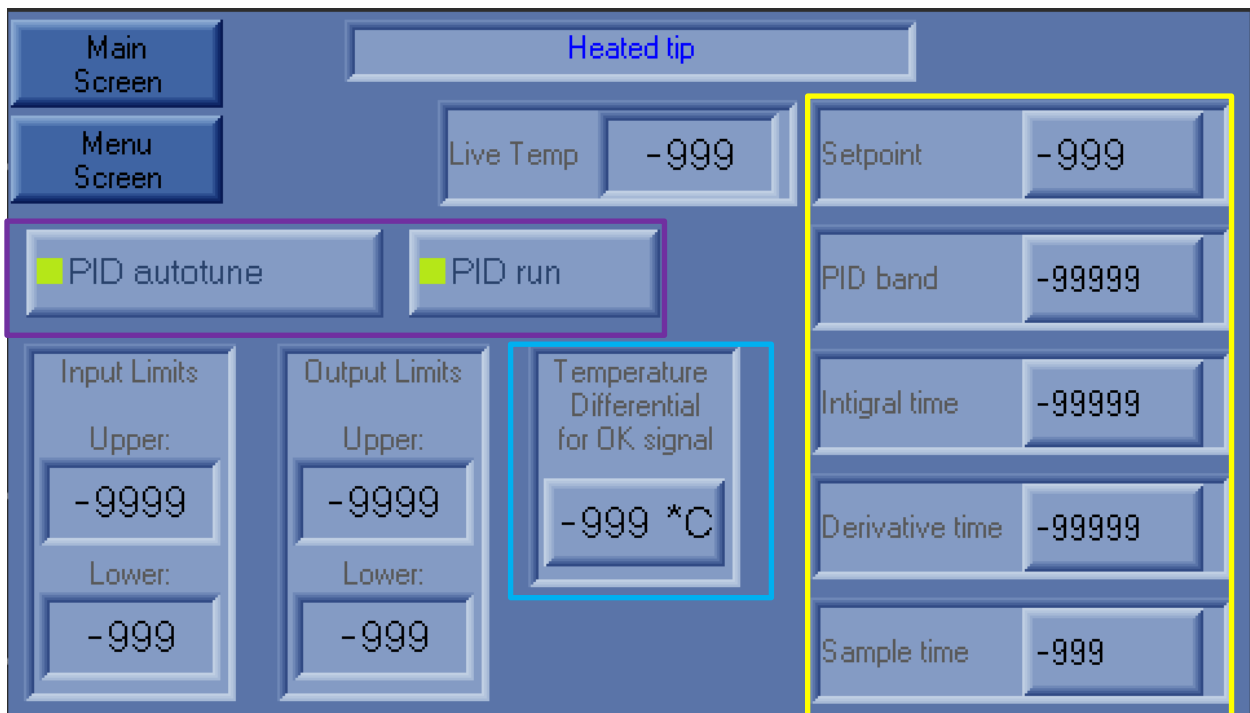 Main
Screen
Heated tip
Menu
Screen
Live Temp -999
Setpoint -999
PID autotune
PID run
PID band -99999
Input Limits
Upper:
-9999
Lower:
-999
Output Limits
Upper:
-9999
Lower:
-999
Temperature
Differential
for OK signal
-999 *C
Intigral time -99999
Derivative time -99999
Sample time -999